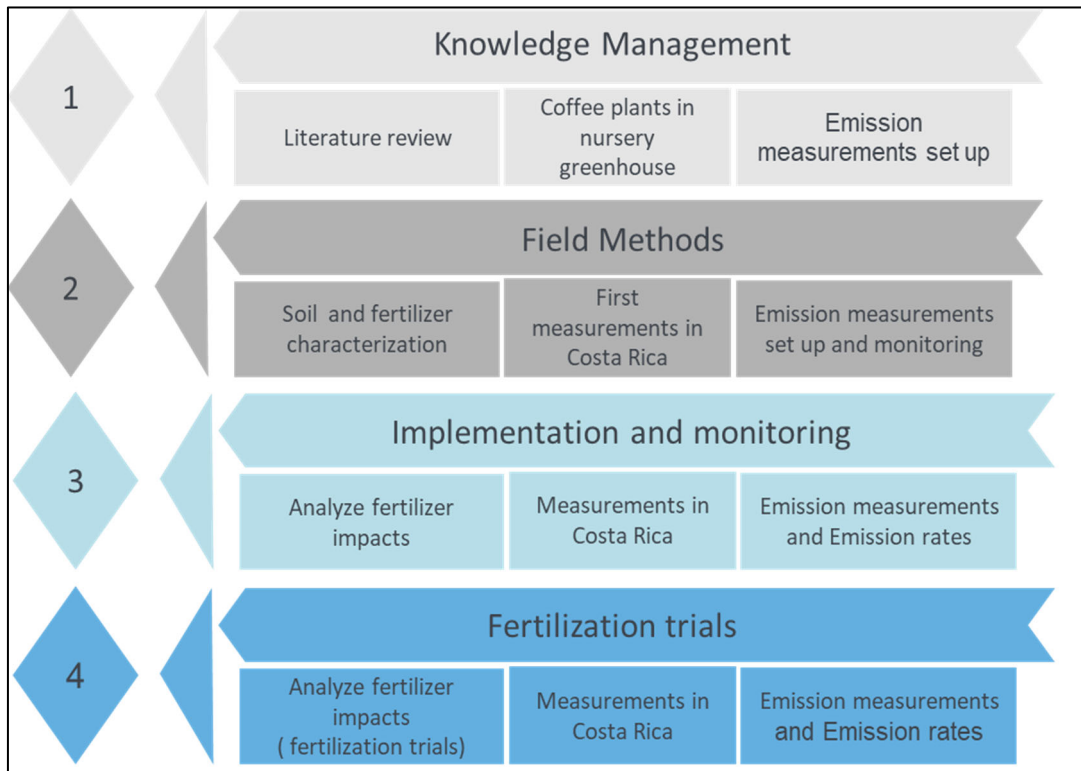 1
Knowledge Management
Literature review
Coffee plants in
nursery
greenhouse
Emission
measurements set up
2
Field Methods
Soil and fertilizer
characterization
First
measurements in
Costa Rica
Emission measurements
set up and monitoring
3
Implementation and monitoring
Analyze fertilizer
impacts
Measurements in
Costa Rica
Emission measurements
and Emission rates
4
Fertilization trials
Analyze fertilizer
impacts
( fertilization trials)
Measurements in
Costa Rica
Emission measurements
and Emission rates